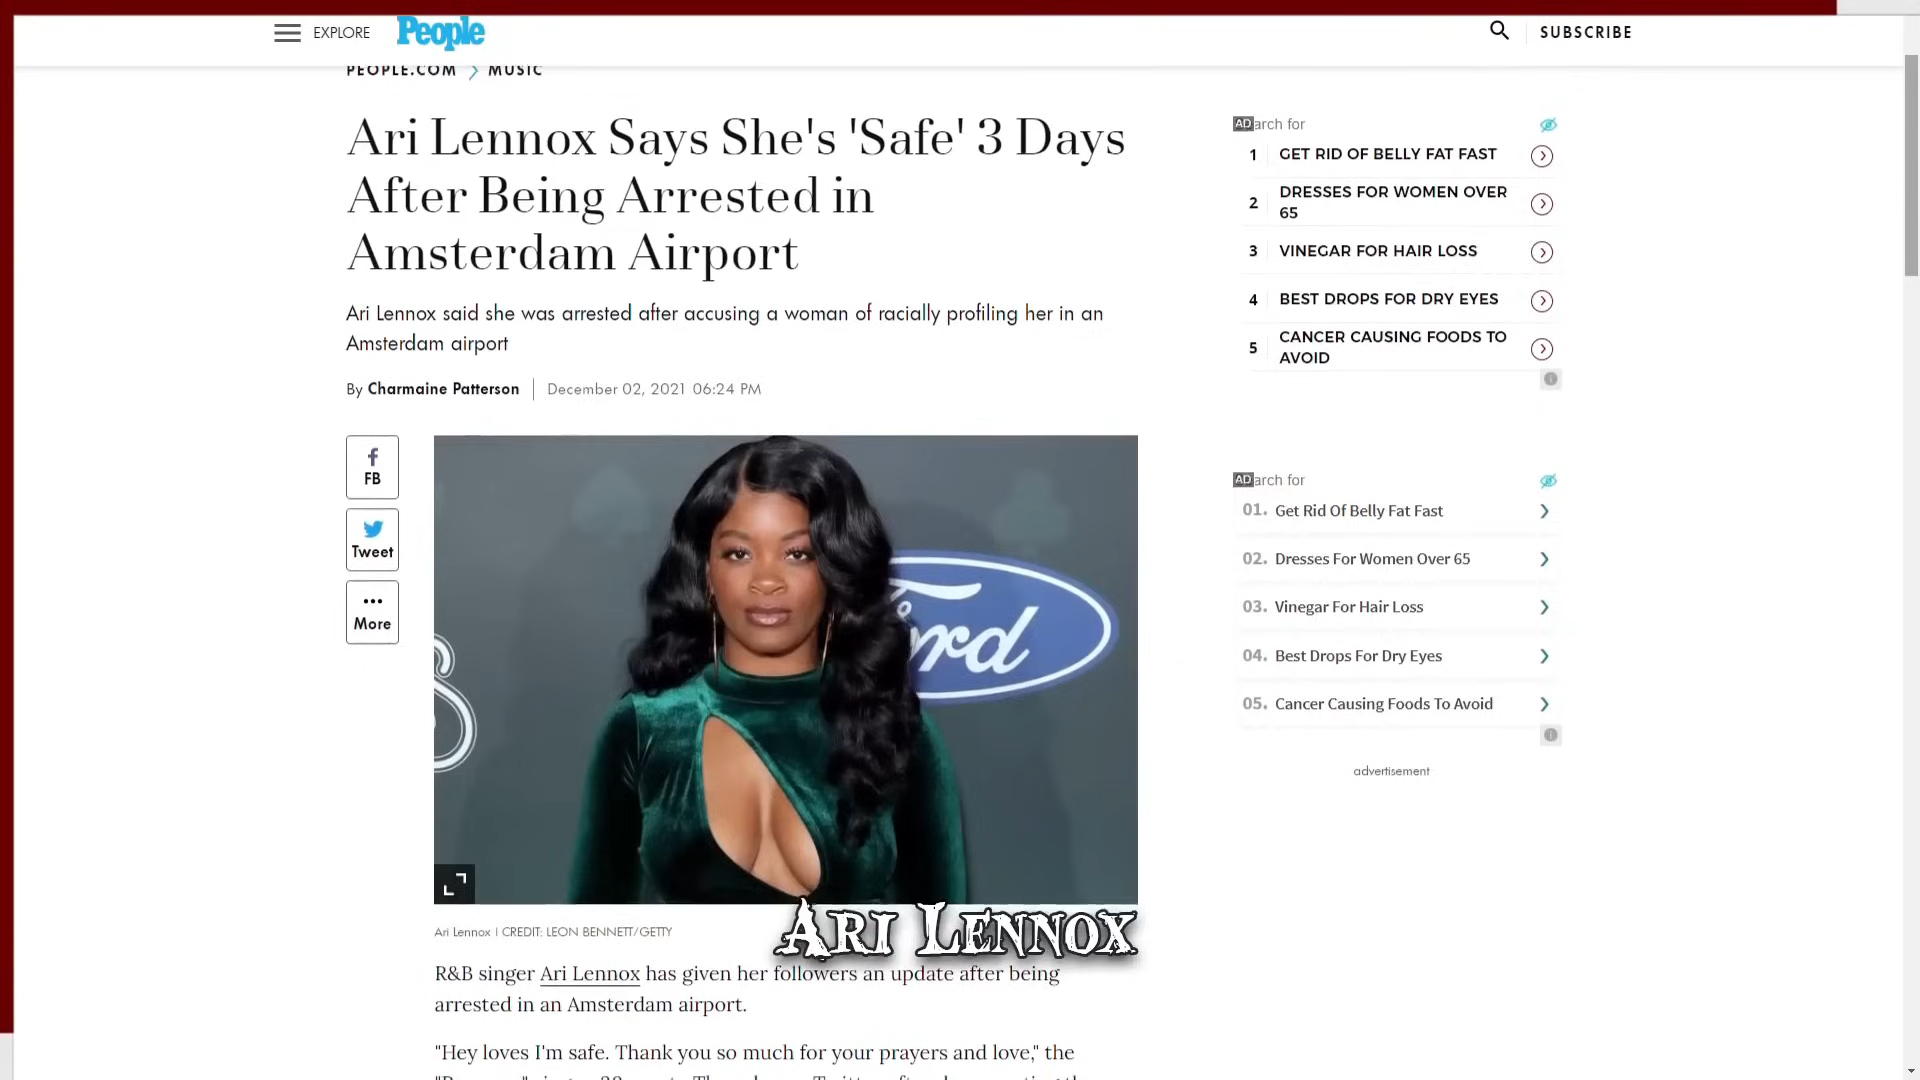 EXPLORE
People
SUBSCRIBE
PEOPLE.COM
MUSIC
Ari Lennox Says She's 'Safe' 3 Days
After Being Arrested in
Amsterdam Airport
Ari Lennox said she was arrested after accusing a woman of racially profiling her in an
Amsterdam airport
By Charmaine Patterson
December 02, 2021 06:24 PM
FB
Tweet
More
Ford
Ari Lennox | CREDIT: LEON BENNETT/GETTY
ARI LENNOX
R&B singer Ari Lennox has given her followers an update after being
arrested in an Amsterdam airport.
"Hey loves I'm safe. Thank you so much for your prayers and love," the
AD arch for
1 GET RID OF BELLY FAT FAST
2 DRESSES FOR WOMEN OVER
65
3 VINEGAR FOR HAIR LOSS
4 BEST DROPS FOR DRY EYES
5 CANCER CAUSING FOODS TO
AVOID
AD arch for
01. Get Rid Of Belly Fat Fast
02. Dresses For Women Over 65
03. Vinegar For Hair Loss
04. Best Drops For Dry Eyes
05. Cancer Causing Foods To Avoid
advertisement